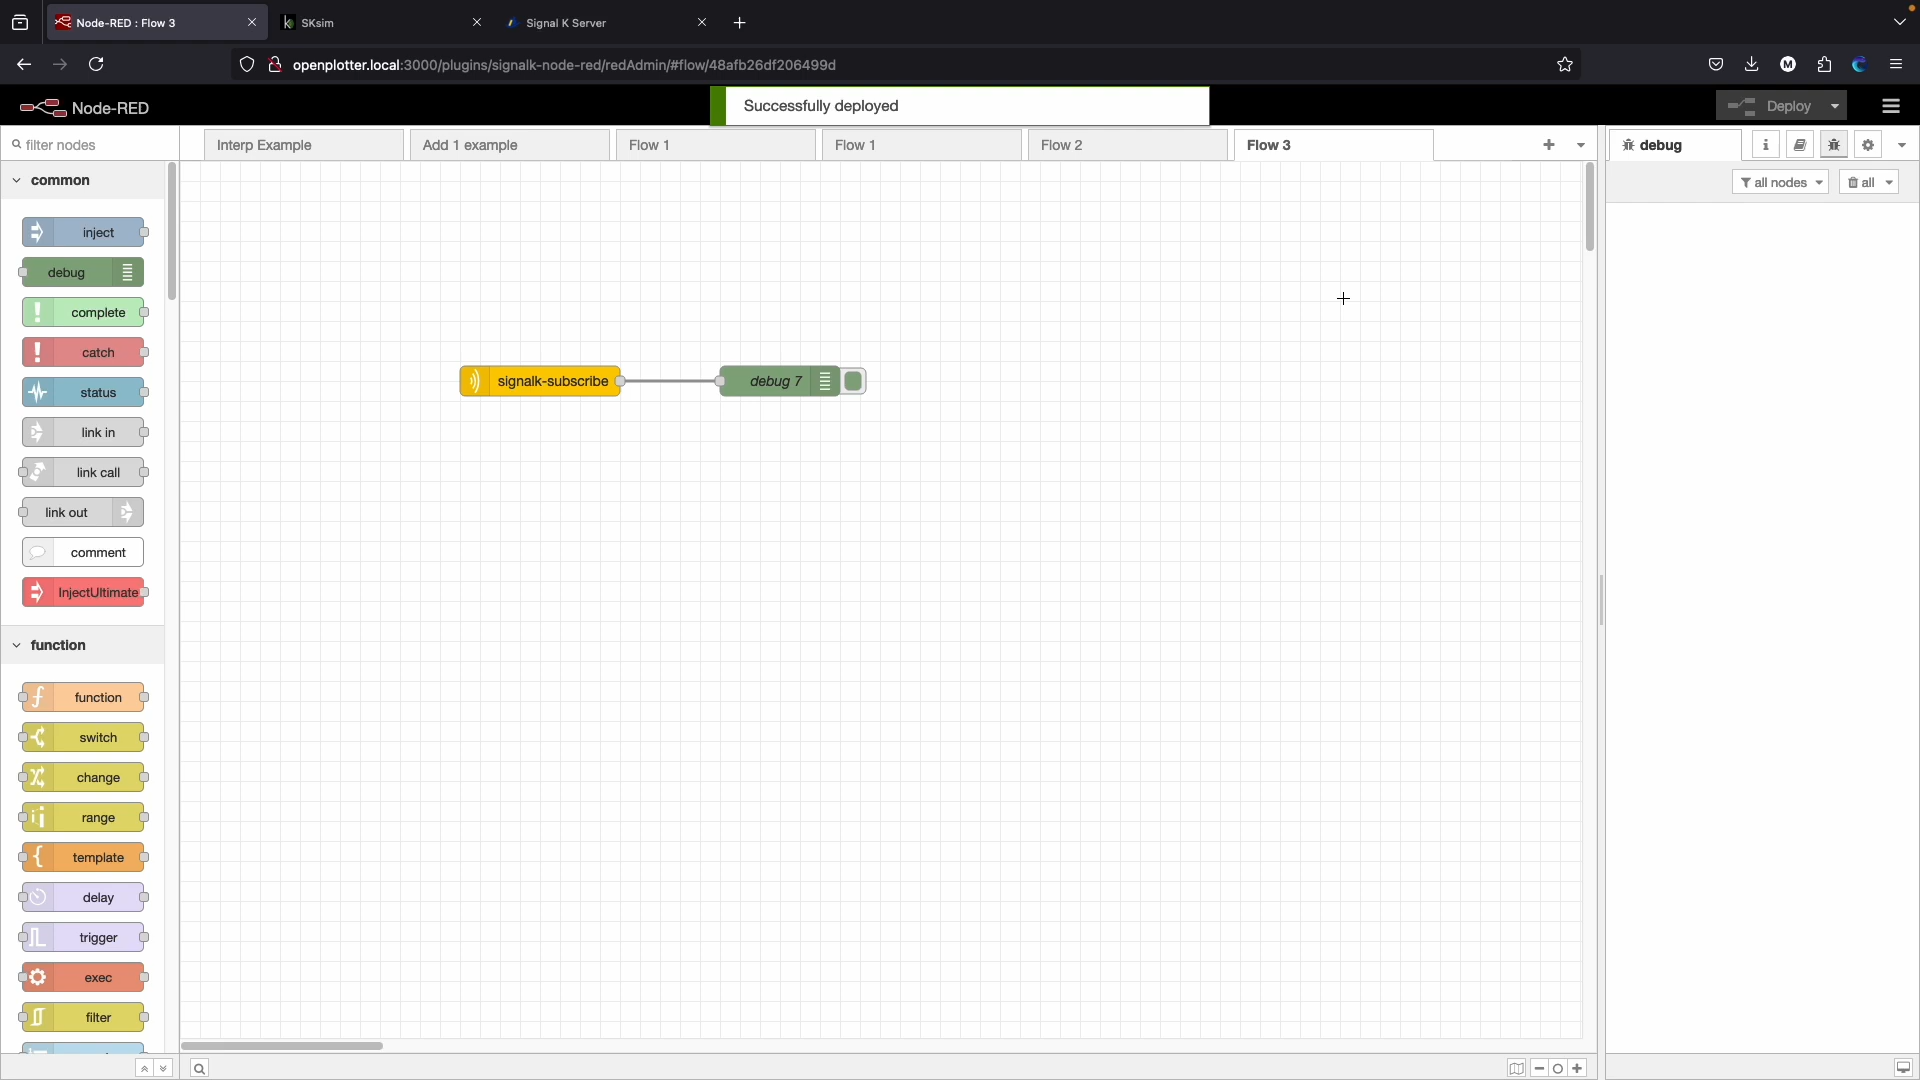 Node-RED : Flow 3
SKsim
Signal K Server
openplotter.local:3000/plugins/signalk-node-red/redAdmin/#flow/48afb26df206499d
Node-RED
Successfully deployed
Deploy
filter nodes
Interp Example
Add 1 example
Flow 1
Flow 1
Flow 2
Flow 3
debug
all nodes
all
common
inject
debug
complete
catch
status
link in
link call
link out
comment
InjectUltimate
signalk-subscribe
debug 7
function
function
switch
change
range
template
delay
trigger
exec
filter